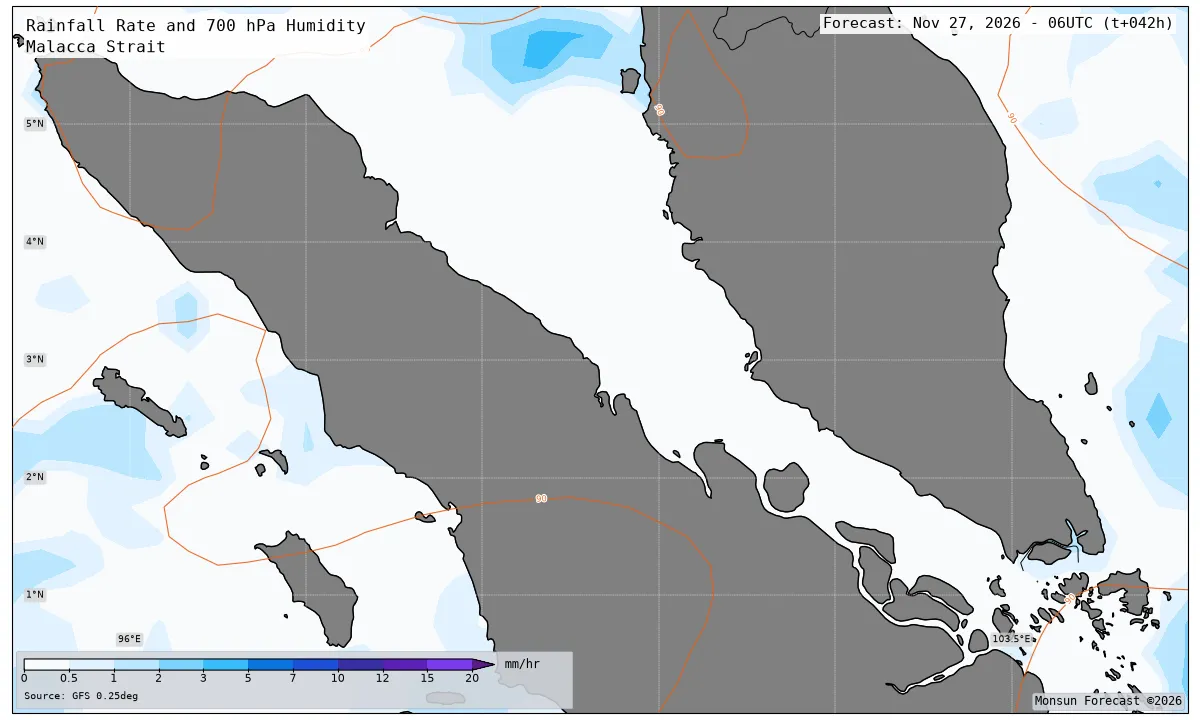 Rainfall Rate and 700 hPa Humidity
Malacca Strait
Forecast: Nov 27, 2026 - 06UTC (t+042h)
90
90
5°N
4°N
3°N
2°N
90
1°N
90
96°E
103.5°E
mm/hr
0 0.5 1 2 3 5 7 10 12 15 20
Source: GFS 0.25deg
Monsun Forecast ©2026